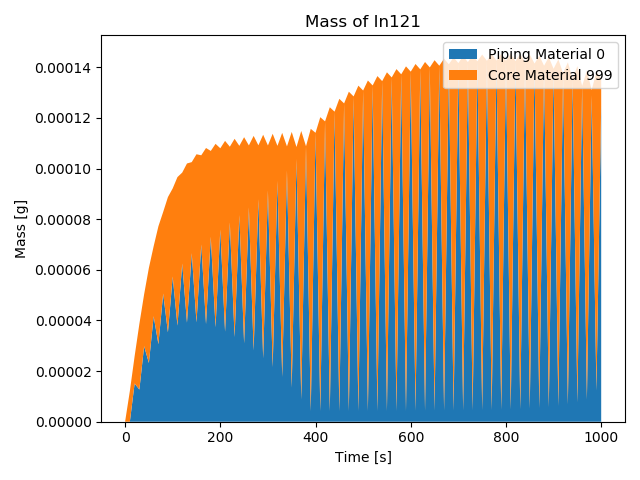 Mass of In121
Piping Material 0
Core Material 999
Mass [g]
0.00014
0.00012
0.00010
0.00008
0.00006
0.00004
0.00002
0.00000
0
200
400
600
800
1000
Time [s]